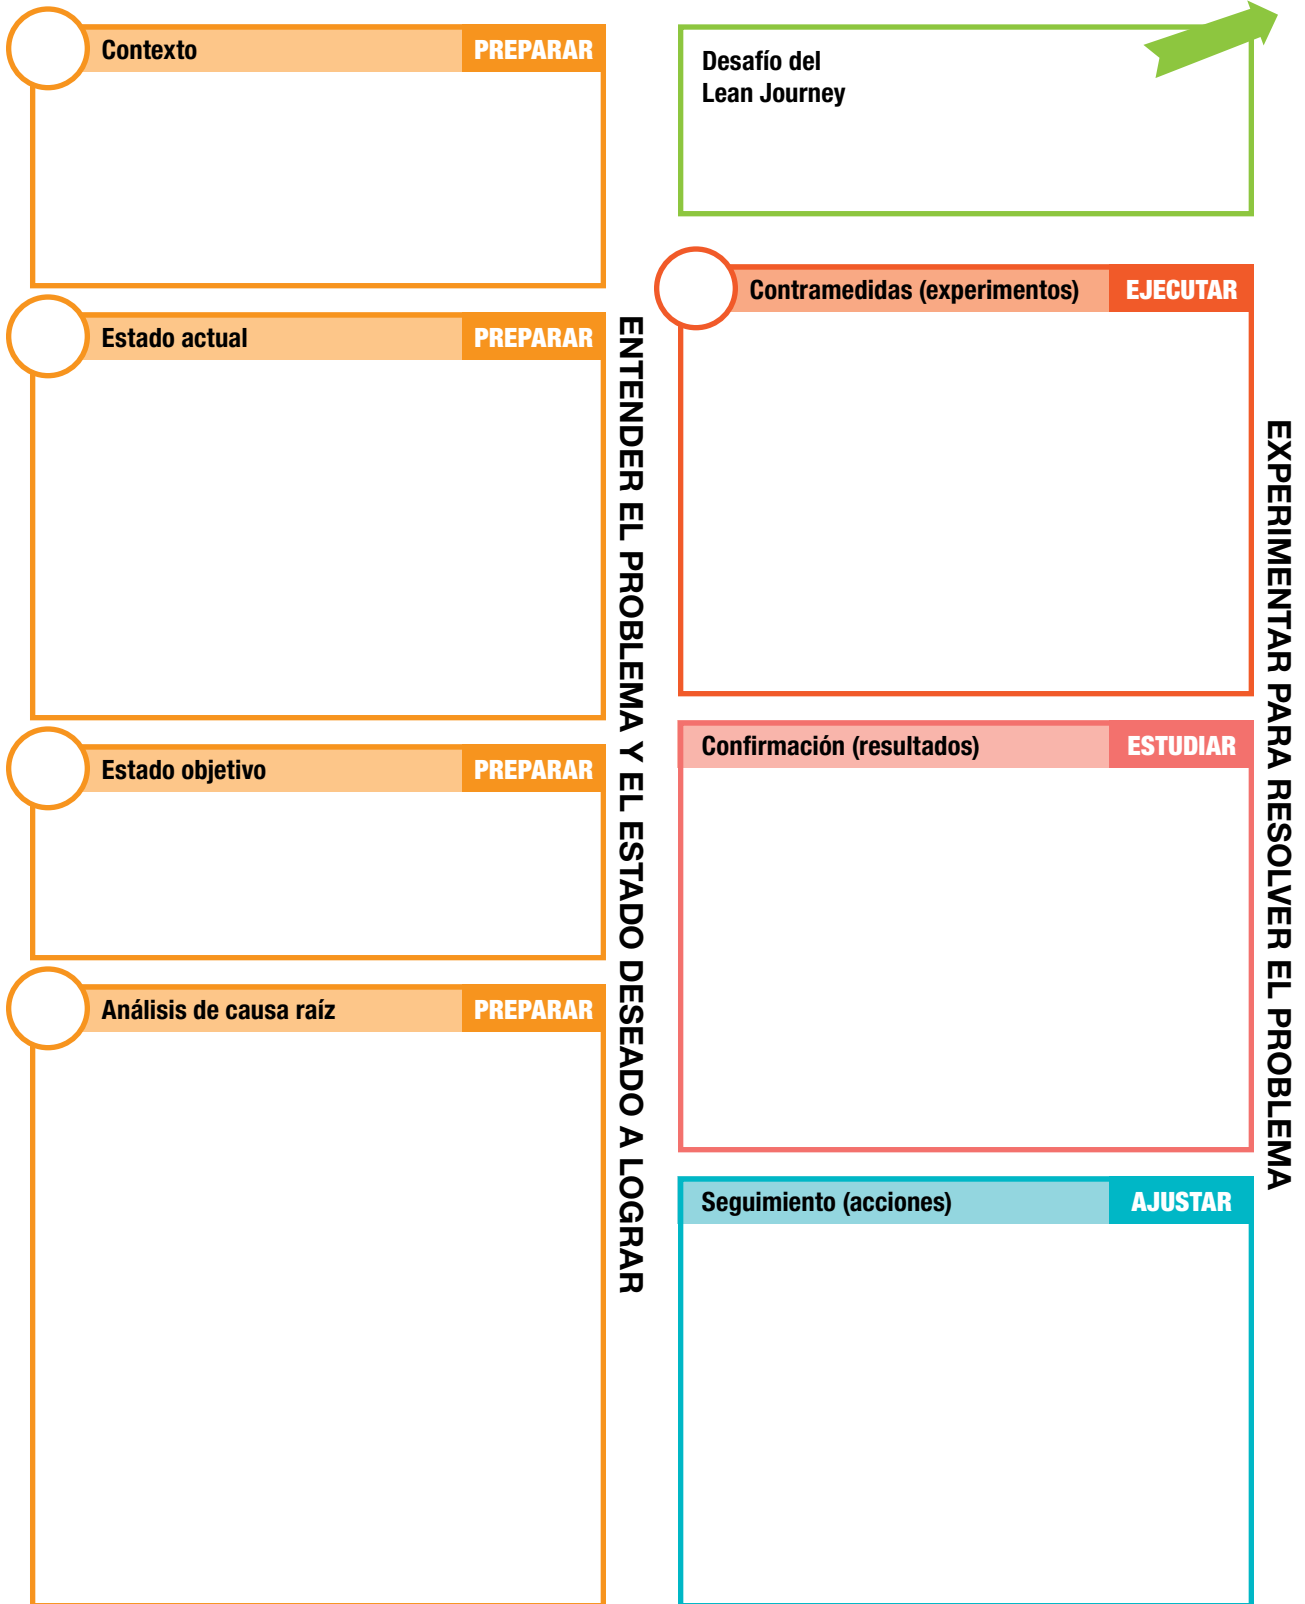 Contexto
PREPARAR
Estado actual
PREPARAR
Estado objetivo
PREPARAR
Análisis de causa raíz
PREPARAR
ENTENDER EL PROBLEMA Y EL ESTADO DESEADO A LOGRAR
Desafío del
Lean Journey
Contramedidas (experimentos)
EJECUTAR
Confirmación (resultados)
ESTUDIAR
Seguimiento (acciones)
AJUSTAR
EXPERIMENTAR PARA RESOLVER EL PROBLEMA